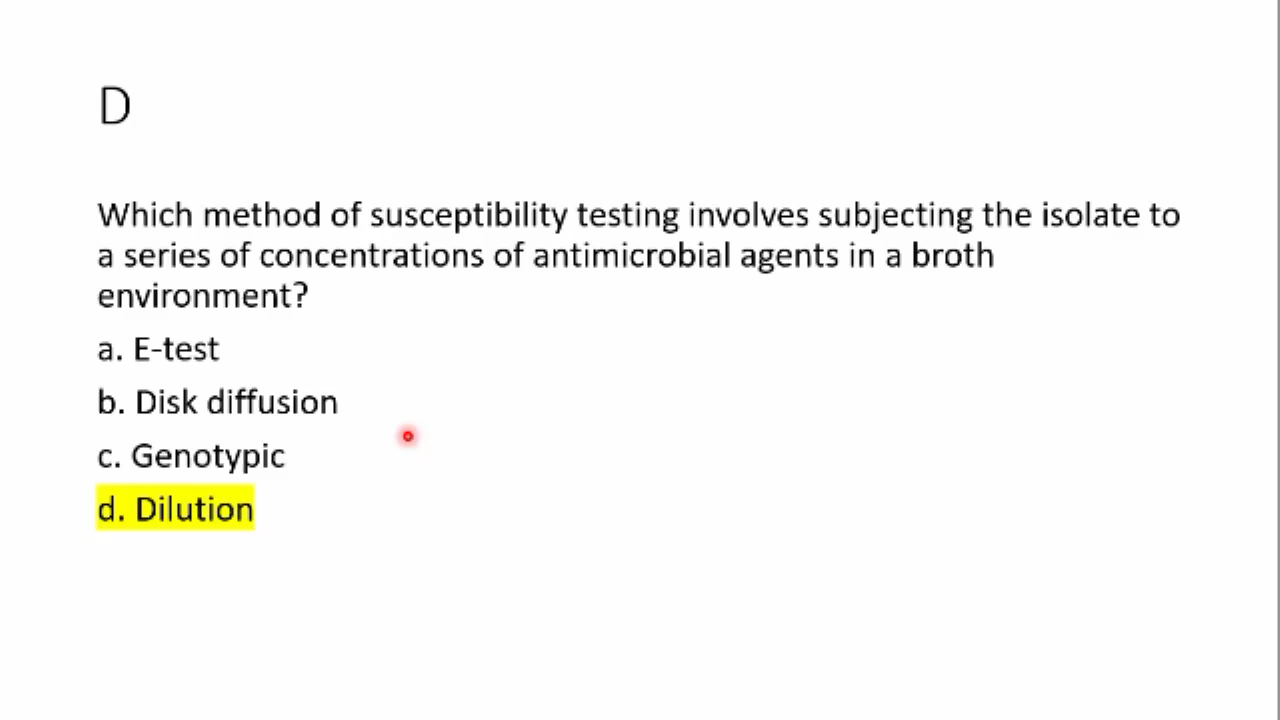 D
Which method of susceptibility testing involves subjecting the isolate to
a series of concentrations of antimicrobial agents in a broth
environment?
a. E-test
b. Disk diffusion
c. Genotypic
d. Dilution